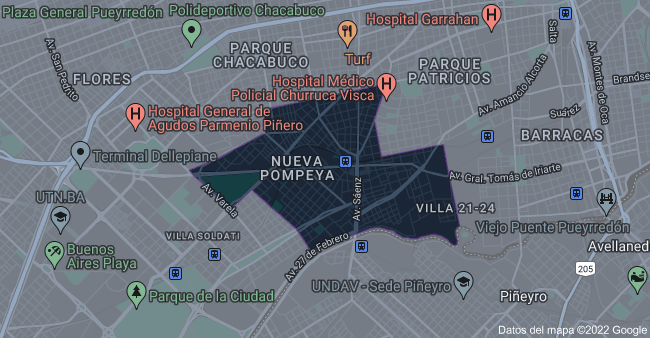 Plaza General Pueyrredón
Polideportivo Chacabuco
Hospital Garrahan
Salta
Av. San Pedrito
PARQUE
CHACABUCO
Turf
FLORES
Hospital Médico
Policial Churruca Visca
PARQUE
PATRICIOS
Av. Amancio Alcorta
Av. Montes de Oca
Brandse
Suárez
Hospital General de
Agudos Parmenio Piñero
BARRACAS
Terminal Dellepiane
NUEVA
POMPEYA
Av. Gral. Tomás de Iriarte
UTN.BA
Av. Varela
Av. Sáenz
VILLA 21-24
Viejo Puente Pueyrredón
VILLA SOLDATI
Av. 27 de Febrero
Avellaned
Buenos
Aires Playa
205
UNDAV - Sede Piñeyro
Piñeyro
Parque de la Ciudad
Datos del mapa ©2022 Google